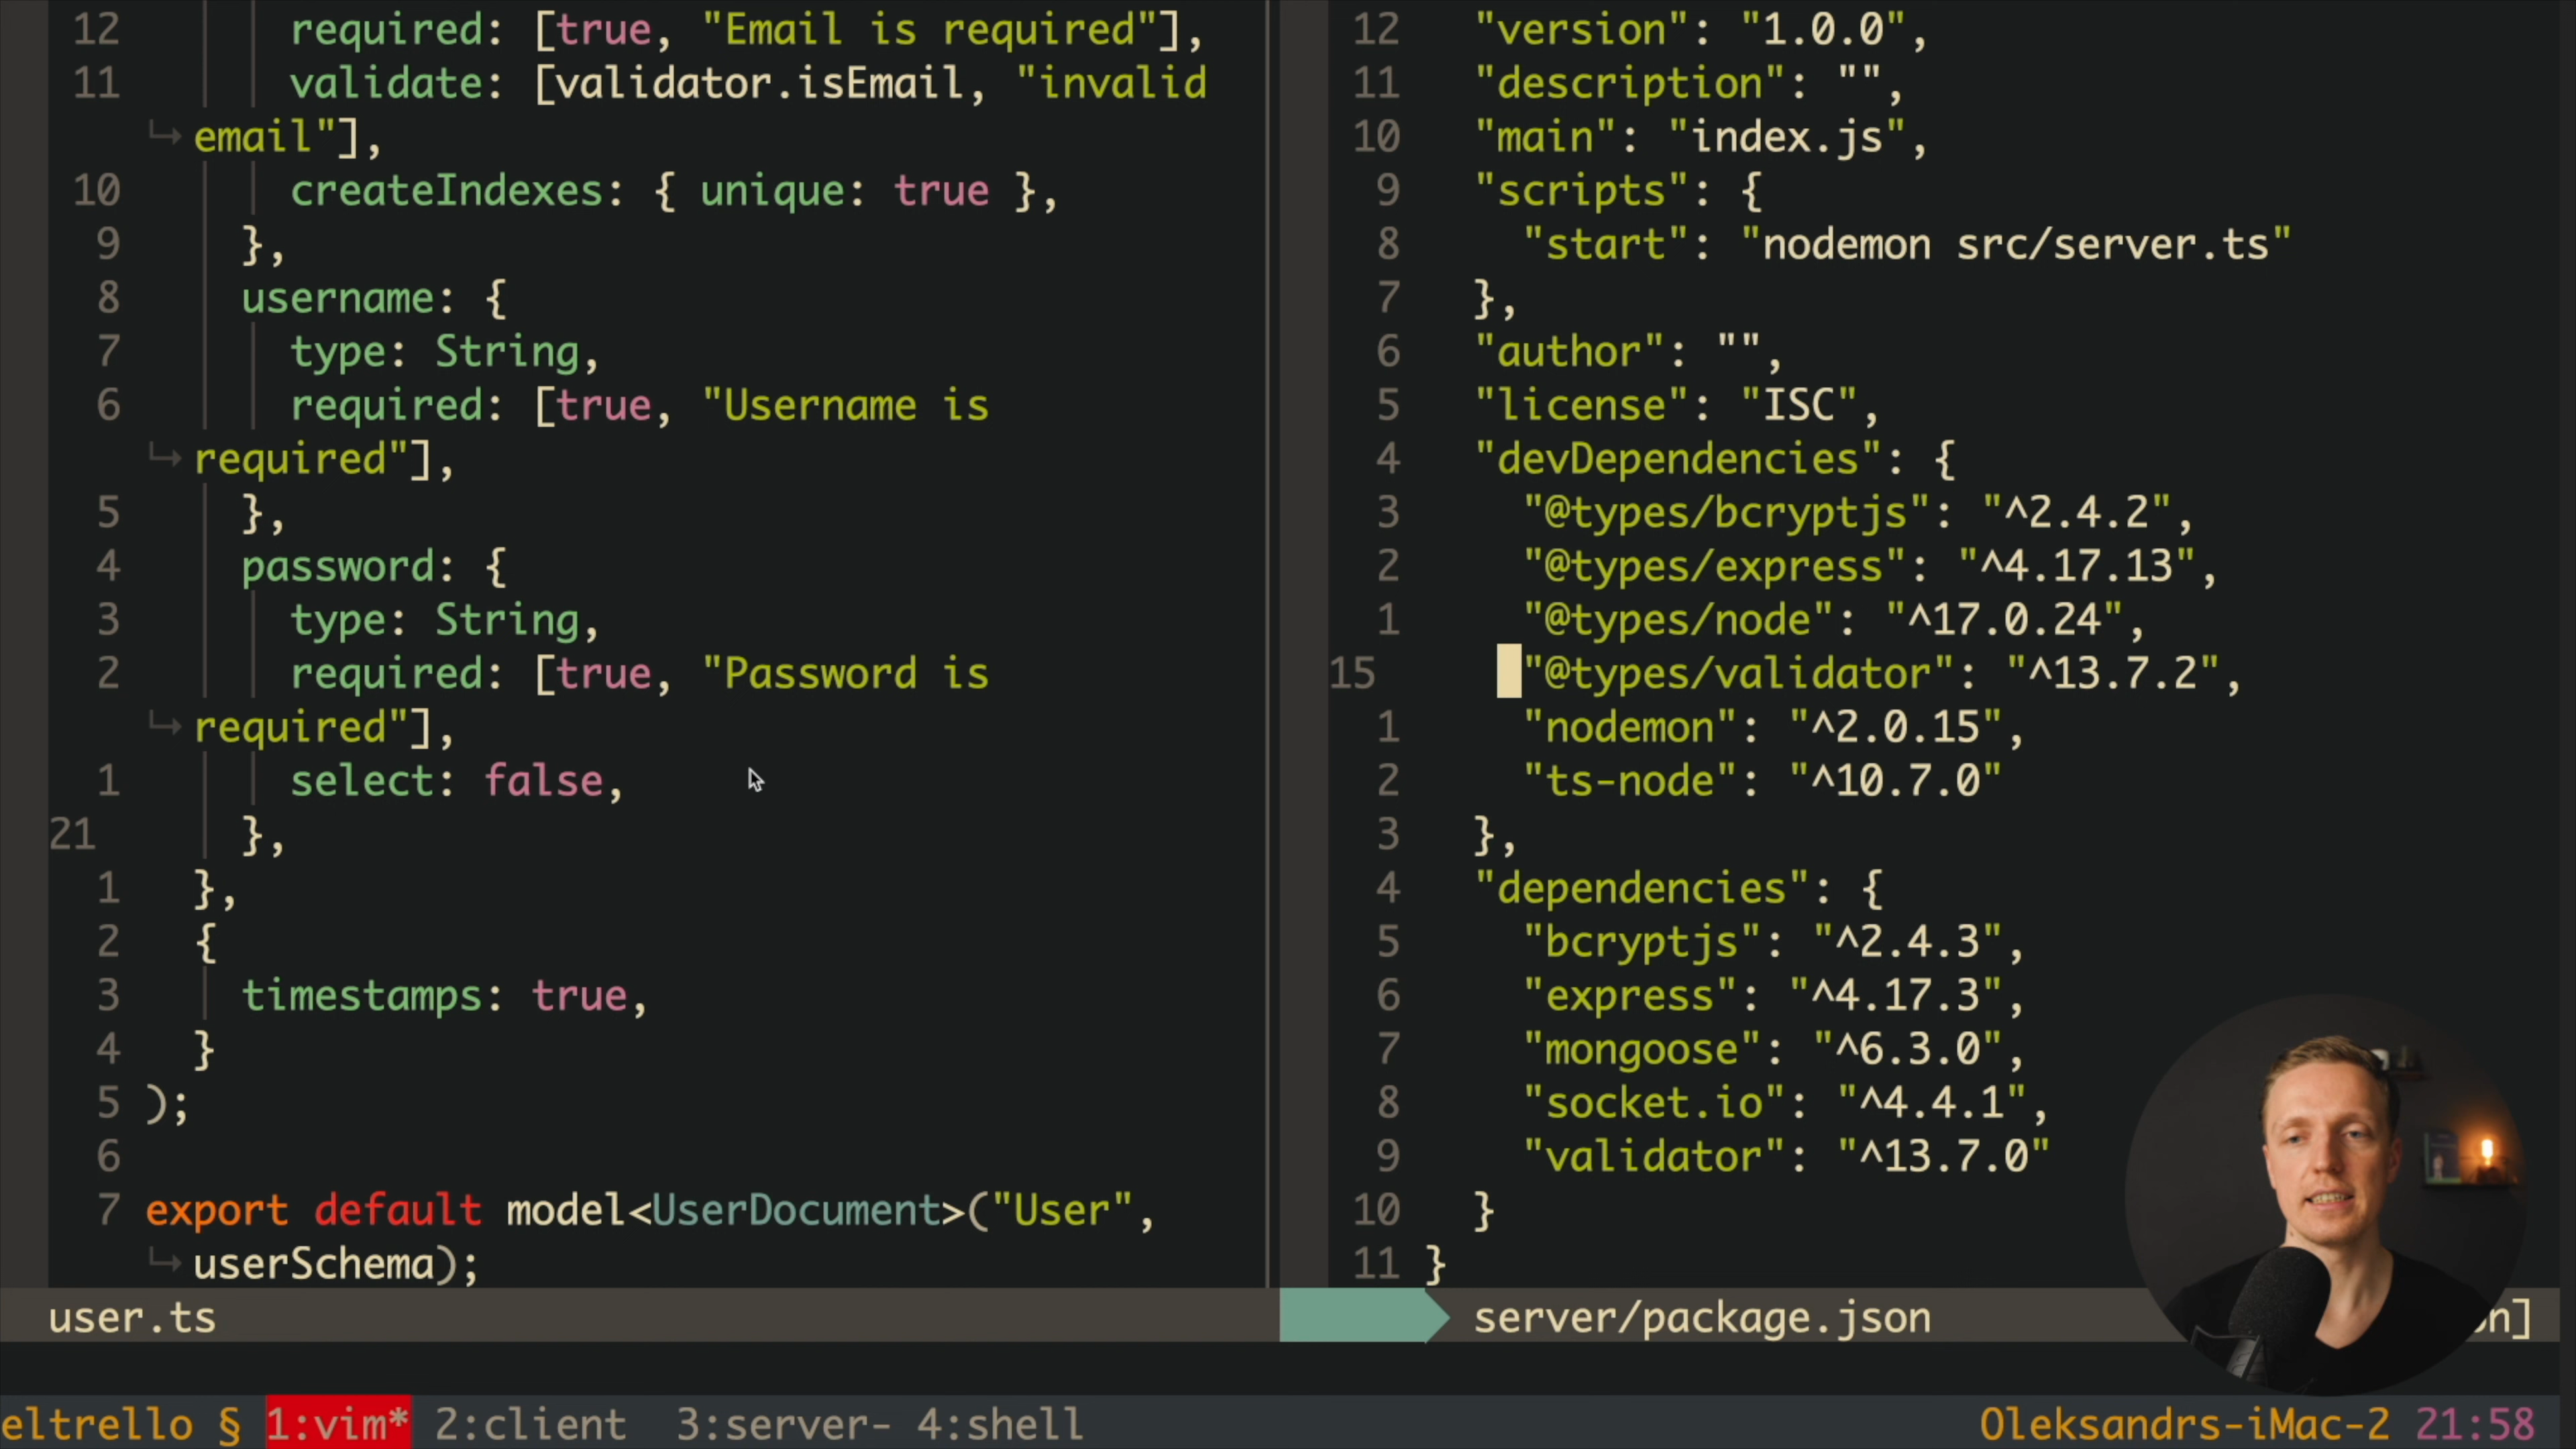 12 required: [true, "Email is required"],
11 validate: [validator.isEmail, "invalid
↳ email"],
10 createIndexes: { unique: true },
9 },
8 username: {
7 type: String,
6 required: [true, "Username is
↳ required"],
5 },
4 password: {
3 type: String,
2 required: [true, "Password is
↳ required"],
1 select: false,
21 },
1 },
2 {
3 timestamps: true,
4 }
5 );
6
7 export default model<UserDocument>("User",
↳ userSchema);
user.ts
12 "version": "1.0.0",
11 "description": "",
10 "main": "index.js",
9 "scripts": {
8 "start": "nodemon src/server.ts"
7 },
6 "author": "",
5 "license": "ISC",
4 "devDependencies": {
3 "@types/bcryptjs": "^2.4.2",
2 "@types/express": "^4.17.13",
1 "@types/node": "^17.0.24",
15 "@types/validator": "^13.7.2",
1 "nodemon": "^2.0.15",
2 "ts-node": "^10.7.0"
3 },
4 "dependencies": {
5 "bcryptjs": "^2.4.3",
6 "express": "^4.17.3",
7 "mongoose": "^6.3.0",
8 "socket.io": "^4.4.1",
9 "validator": "^13.7.0"
10 }
11 }
server/package.json
eltrello § 1:vim* 2:client 3:server- 4:shell Oleksandrs-iMac-2 21:58